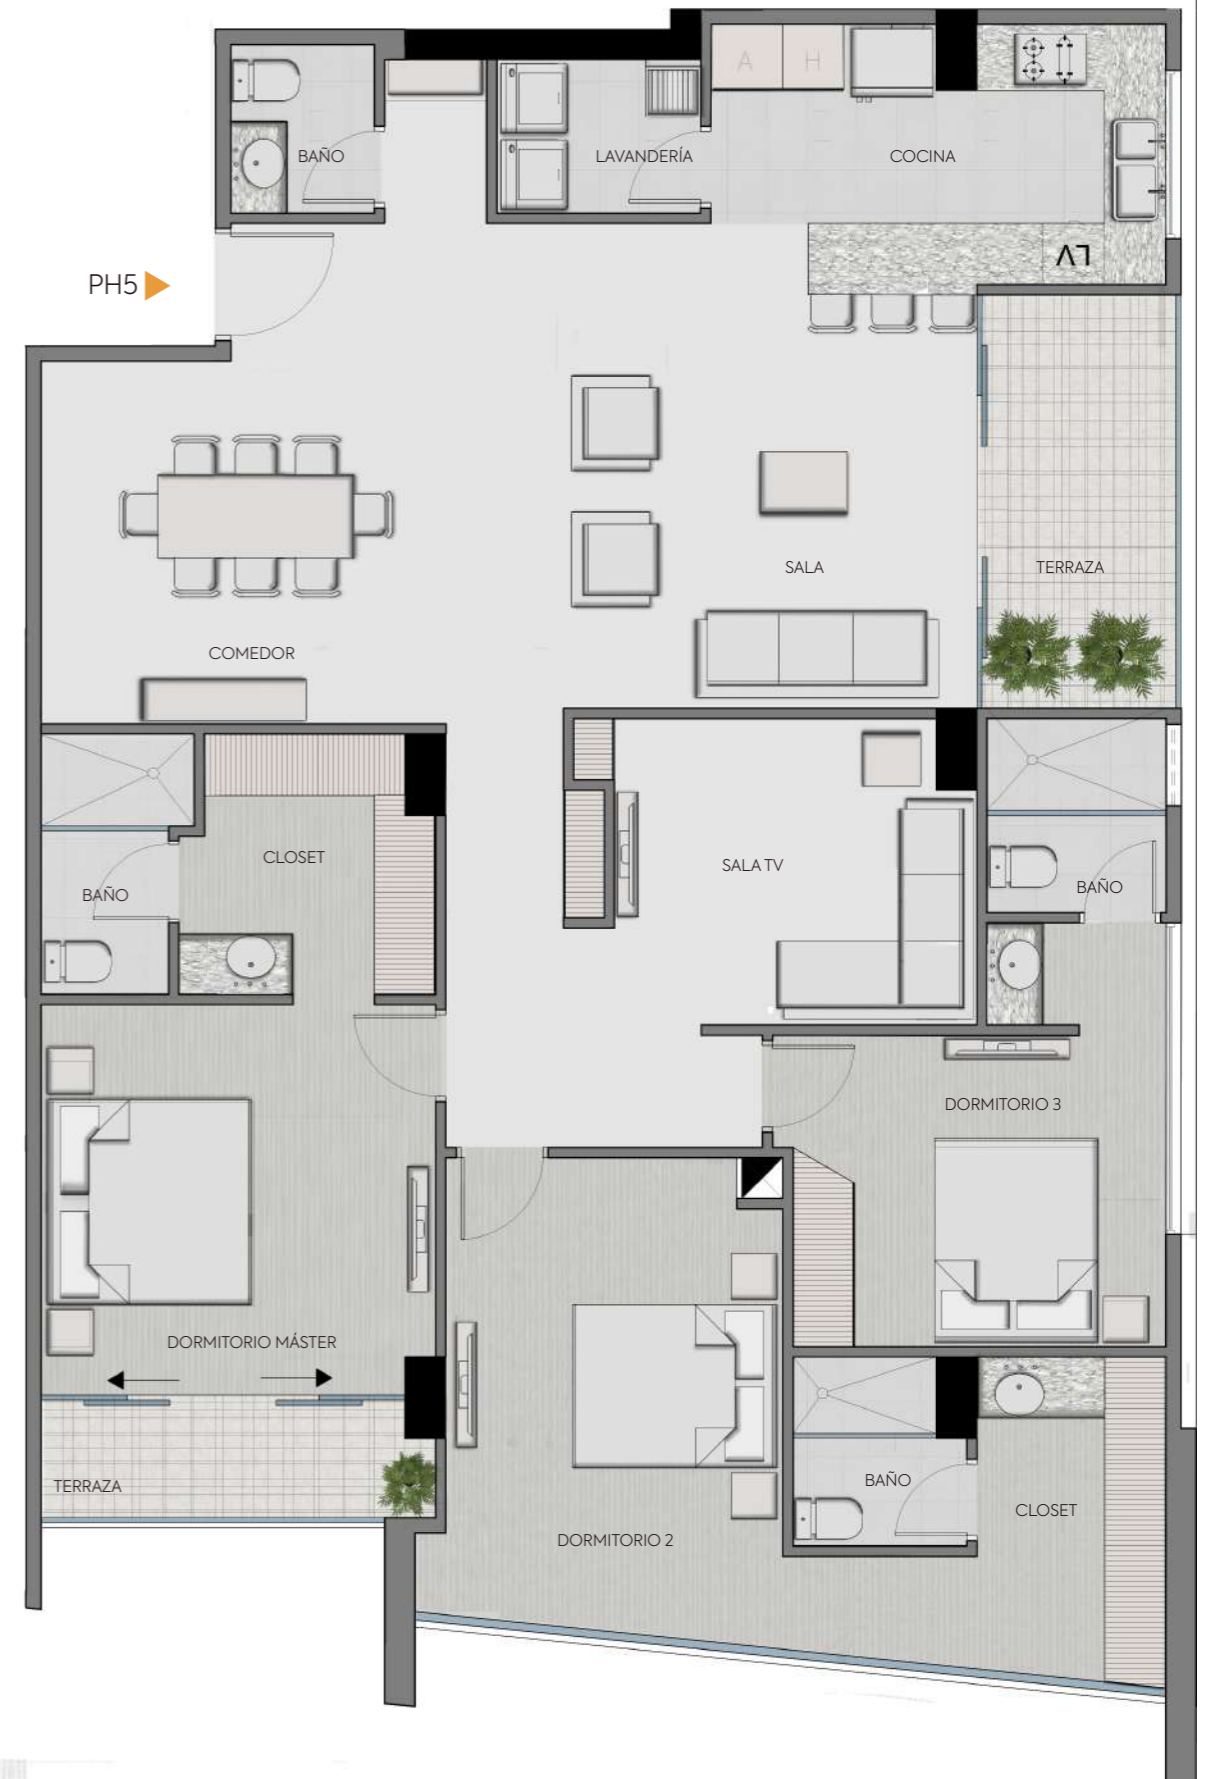 A H
BAÑO
LAVANDERÍA
COCINA
LV
PH5
SALA
TERRAZA
COMEDOR
CLOSET
SALA TV
BAÑO
BAÑO
DORMITORIO 3
DORMITORIO MÁSTER
TERRAZA
BAÑO
CLOSET
DORMITORIO 2